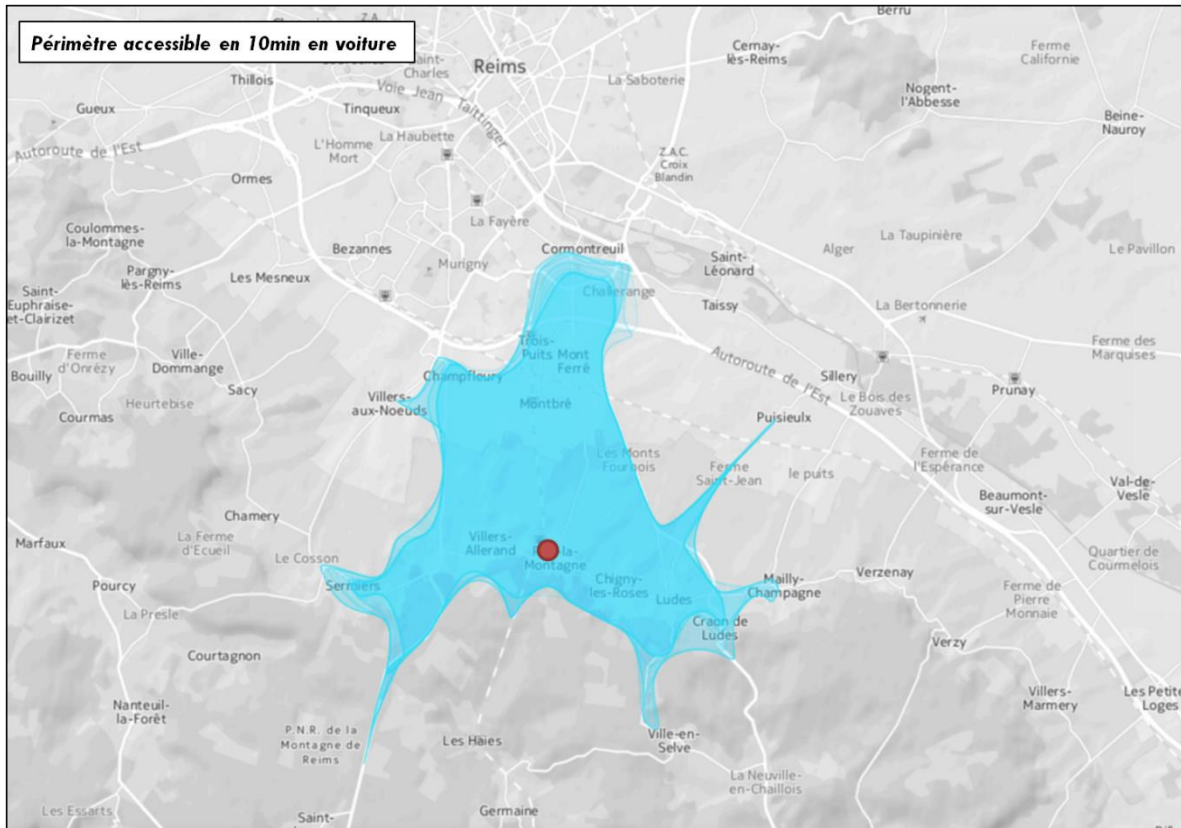 Périmètre accessible en 10min en voiture
Berru
Z.A.
Saint-
Charles
Reims
Cernay-
lès-Reims
Ferme
Californie
Thillois
La Saboterie
Nogent-
l'Abbesse
Voie Jean Taittinger
Gueux
Tinqueux
Beine-
Nauroy
La Haubette
L'Homme
Mort
Autoroute de l'Est
Z.A.C.
Croix
Blandin
Ormes
La Fayère
Coulommes-
la-Montagne
Bezannes
Cormontreuil
Alger
La Taupinière
Le Pavillon
Murigny
Saint-
Léonard
Pargny-
lès-Reims
Les Mesneux
Challerange
Saint-
Euphraise-
et-Clairizet
Taissy
La Bertonnerie
Trois-
Puits
Mont
Ferré
Ferme
d'Onrézy
Ville-
Dommange
Autoroute de l'Est
Ferme des
Marquises
Bouilly
Champfleury
Sillery
Sacy
Prunay
Heurtebise
Villers-
aux-Noeuds
Montbré
Le Bois des
Zouaves
Courmas
Puisieulx
Les Monts
Fournois
Ferme
Saint-Jean
le puits
Ferme de
l'Espérance
Val-de-
Vesle
Beaumont-
sur-Vesle
Chamery
La Ferme
d'Ecueil
Villers-
Allerand
Marfaux
Le Cosson
-la-
Montagne
Quartier de
Courmelois
Pourcy
Sermiers
Chigny-
les-Roses
Ludes
Mailly-
Champagne
Verzenay
Ferme de
Pierre
Monnaie
La Presle
Craon de
Ludes
Verzy
Courtagnon
Nanteuil-
la-Forêt
Villers-
Marmery
Les Petites
Loges
P.N.R. de la
Montagne de
Reims
Les Haies
Ville-en-
Selve
La Neuville-
en-Chaillois
Les Essarts
Germaine
Saint-